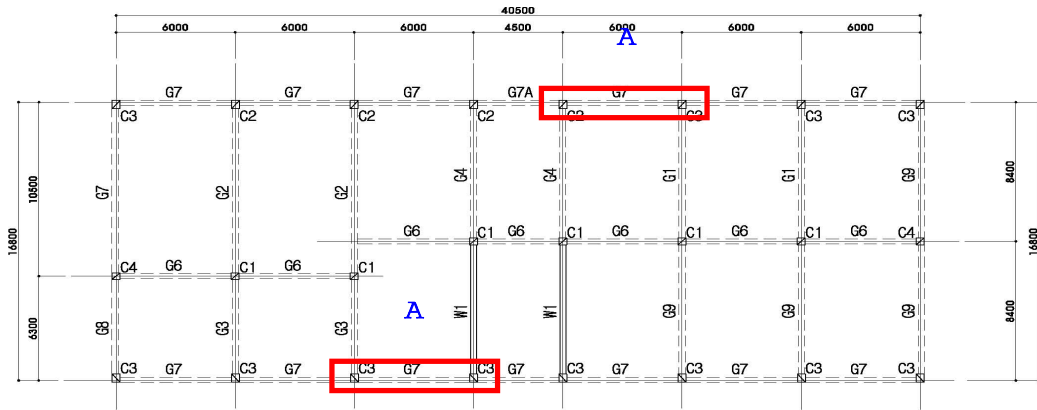 40500
6000 6000 6000 4500 6000 6000 6000
A
G7 G7 G7 G7A G7 G7 G7
C3 C2 C2 C2 C2 C3 C3 C3
10500 G7 G2 G2 G4 G4 G1 G1 G9 8400
16800 16800
G6 G6 G6 G6 G6
C1 C1 C1 C1 C4
G6 G6
C4 C1 C1
A
6300 G8 G3 G3 W1 W1 G9 G9 G9 8400
C3 C3 C3 C3 C3 C3 C3 C3
G7 G7 G7 G7 G7 G7 G7